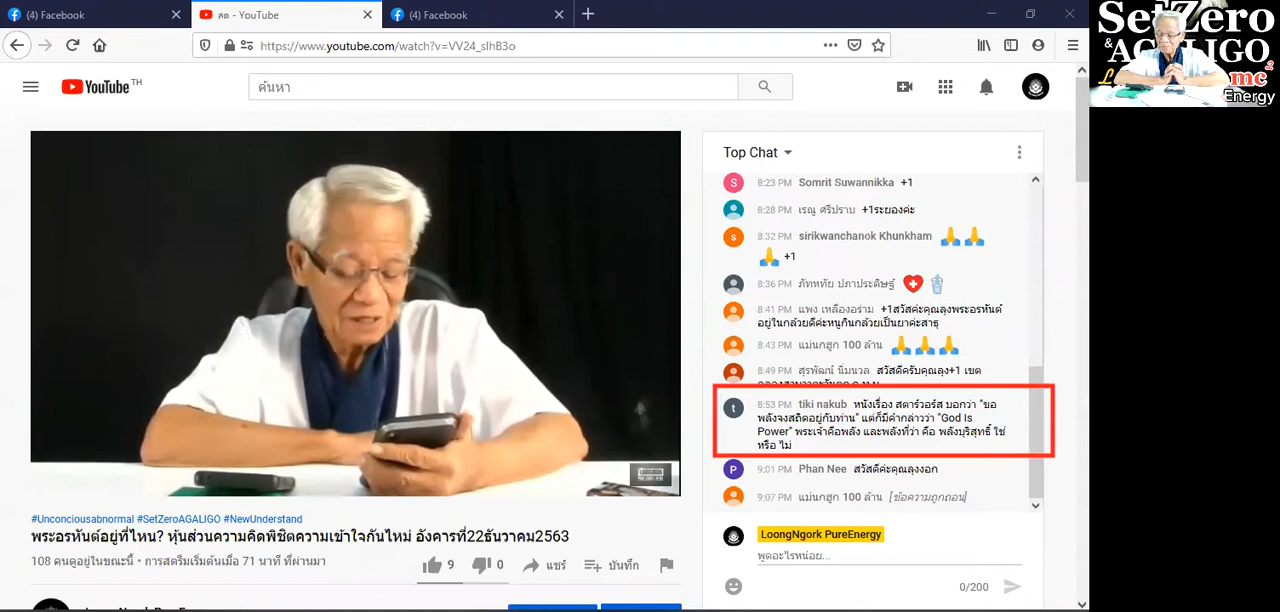 (4) Facebook
สด - YouTube
(4) Facebook
https://www.youtube.com/watch?v=VV24_slhB3o
SetZero
& AGALIGO
mc2
Energy
YouTube TH
ค้นหา
Top Chat
S 8:23 PM Somrit Suwannikka +1
8:28 PM เรณู ศรีปราบ +1ระยองค่ะ
s 8:32 PM sirikwanchanok Khunkham 🙏🙏
🙏 +1
8:36 PM ภัททหัย ปภาประดิษฐ์
8:41 PM แพง เหลืองอร่าม +1สวัสค่ะคุณลุงพระอรหันต์
อยู่ในกล้วยดีค่ะหนูกินกล้วยเป็นยาค่ะสาธุ
8:43 PM แม่นกฮูก 100 ล้าน 🙏🙏🙏
8:49 PM สุรพัฒน์ นิ่มนวล สวัสดีครับคุณลุง+1 เขต
t 8:53 PM tiki nakub หนังเรื่อง สตาร์วอร์ส บอกว่า "ขอ
พลังจงสถิตอยู่กับท่าน" แต่ก็มีคำกล่าวว่า "God Is
Power" พระเจ้าคือพลัง และพลังที่ว่า คือ พลังบุริสุทธิ์ ใช่
หรือ ไม่
P 9:01 PM Phan Nee สวัสดีค่ะคุณลุงงอก
9:07 PM แม่นกฮูก 100 ล้าน [ข้อความถูกถอน]
LoongNgork PureEnergy
พูดอะไรหน่อย...
0/200
#Unconciousabnormal #SetZeroAGALIGO #NewUnderstand
พระอรหันต์อยู่ที่ไหน? หุ้นส่วนความคิดพิชิตความเข้าใจกันใหม่ อังคารที่22ธันวาคม2563
108 คนดูอยู่ในขณะนี้ • การสตรีมเริ่มต้นเมื่อ 71 นาที ที่ผ่านมา
9
0
แชร์
บันทึก